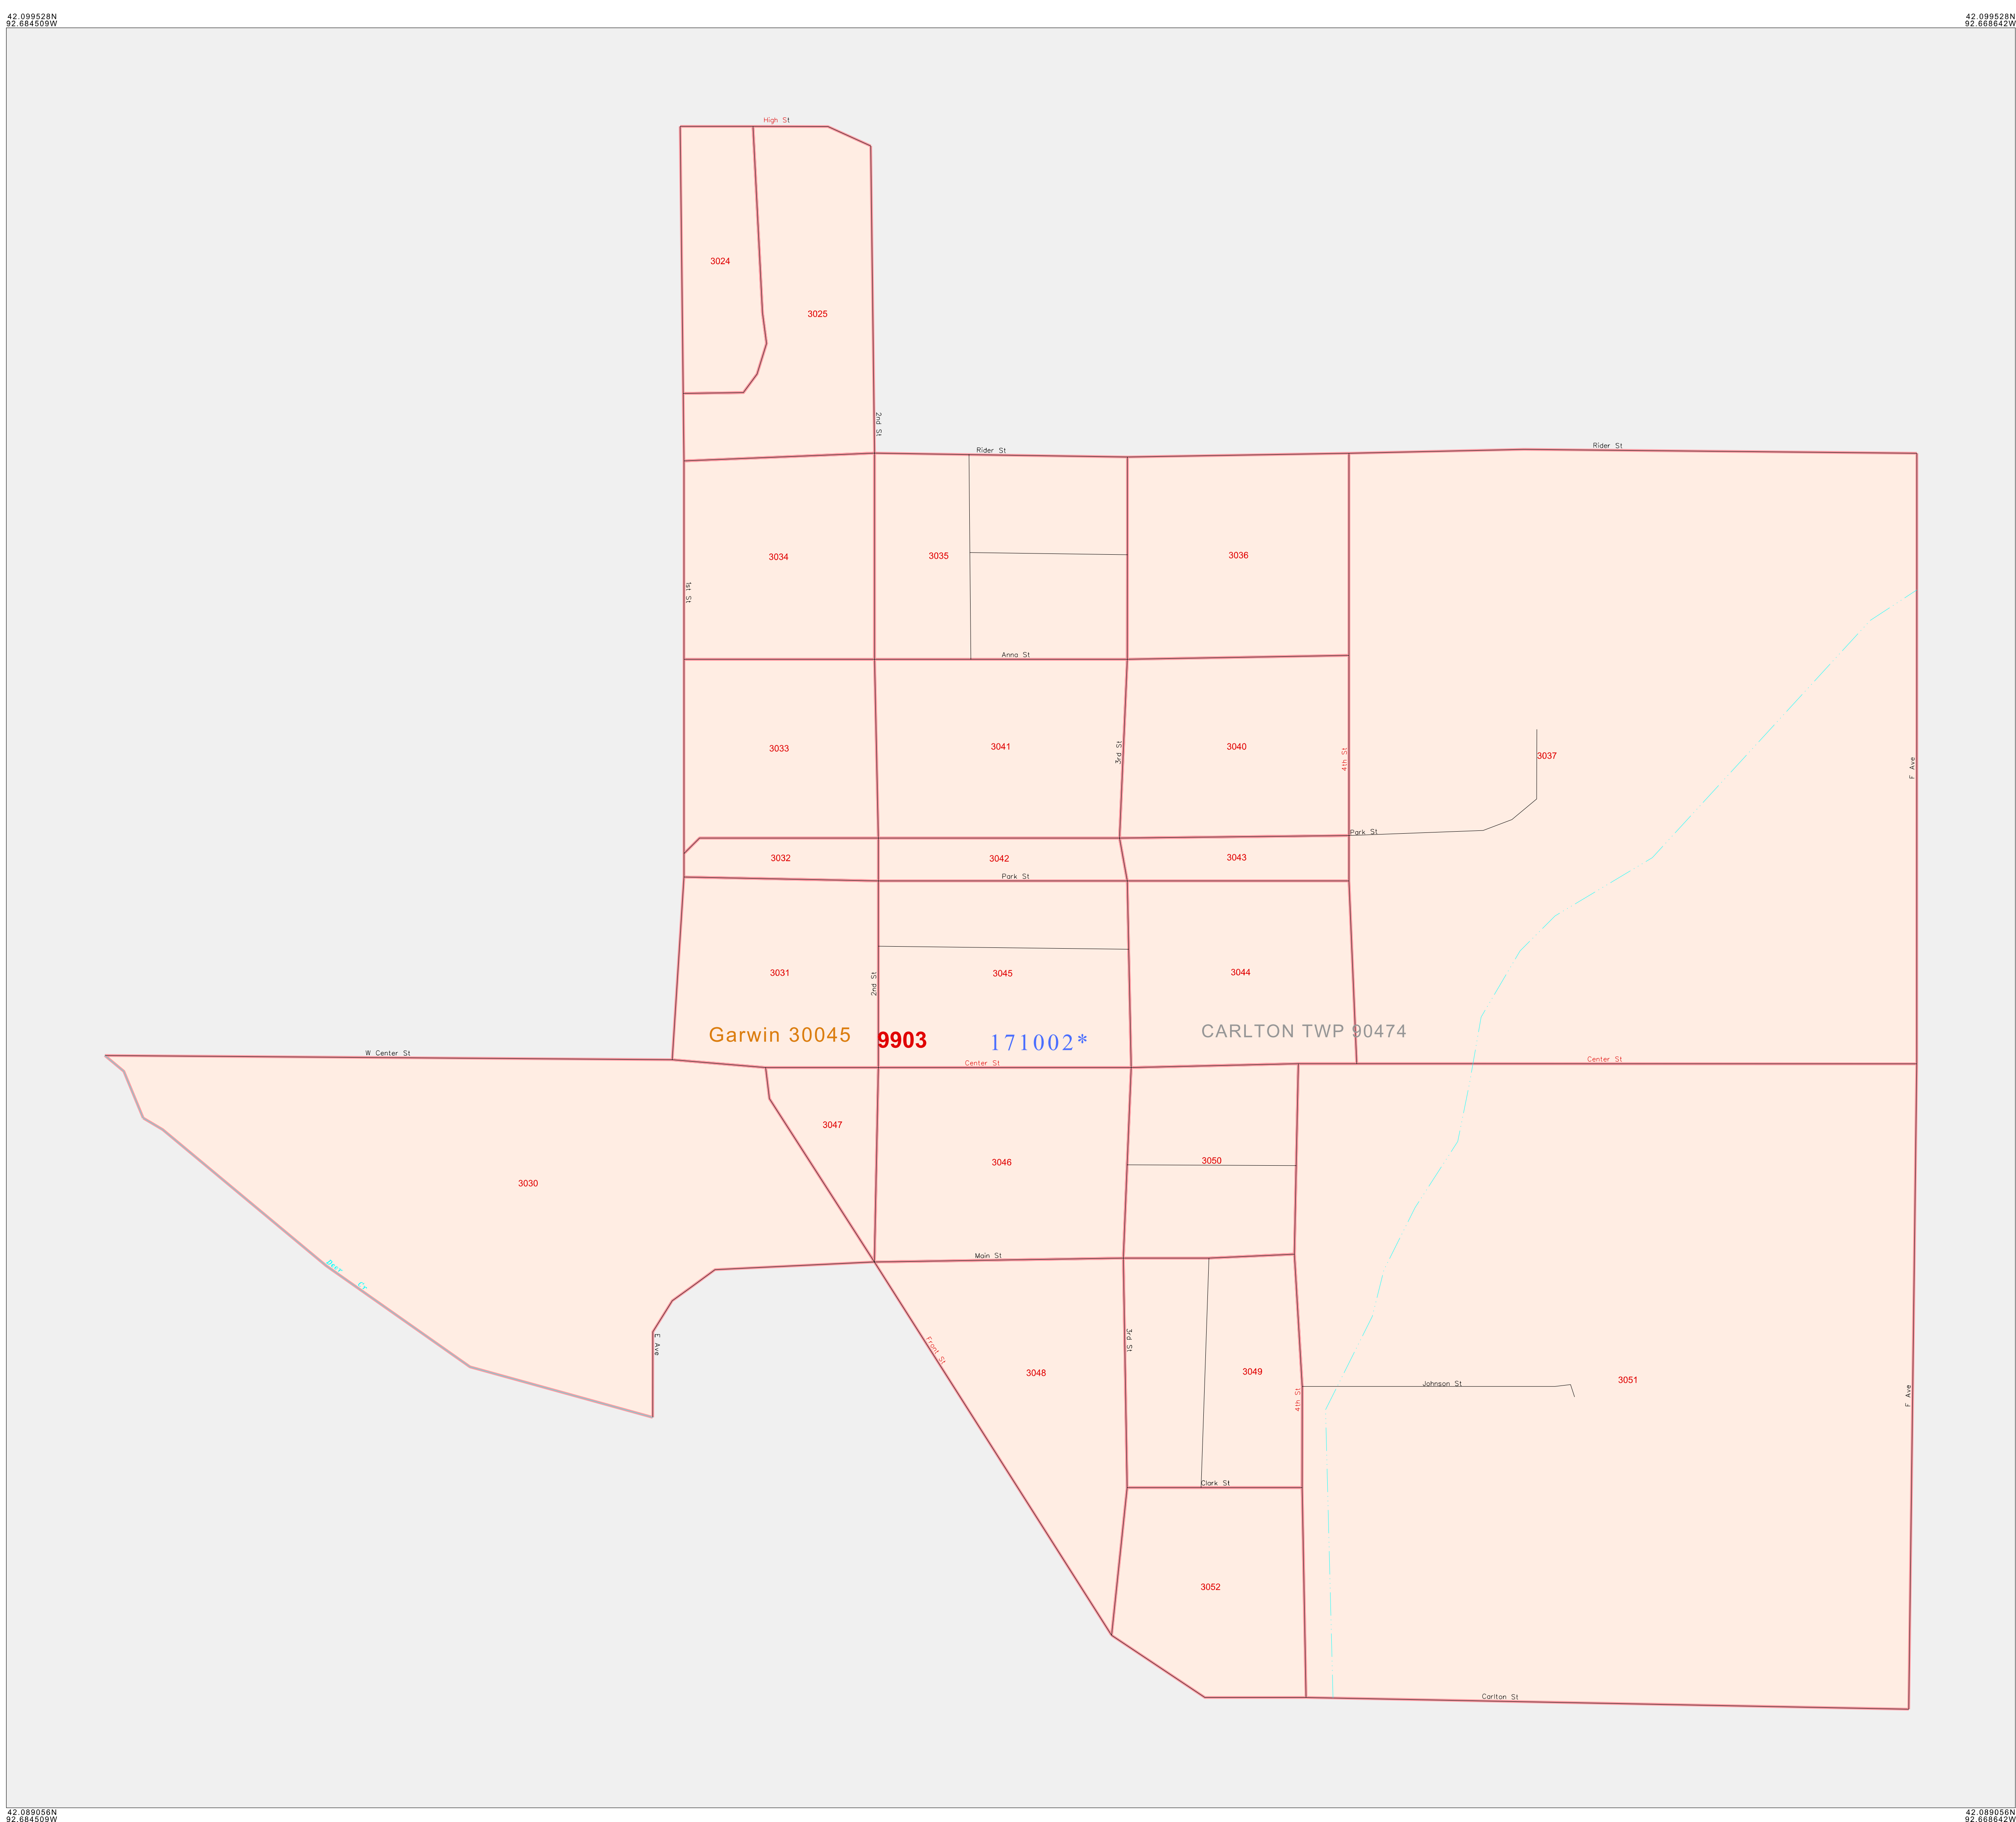 42.099528N
92.684509W
42.099528N
92.668642W
High St
3024
3025
2nd St
Rider St
Rider St
3034
3035
3036
1st St
Anna St
3033
3041
3rd St
3040
4th St
3037
F Ave
Park St
3032
3042
3043
Park St
3031
2nd St
3045
3044
Garwin 30045
9903
171002*
CARLTON TWP 90474
W Center St
Center St
Center St
3047
3046
3050
3030
Main St
Deer Cr
E Ave
Front St
3rd St
3048
3049
4th St
Johnson St
3051
F Ave
Clark St
3052
Carlton St
42.089056N
92.684509W
42.089056N
92.668642W